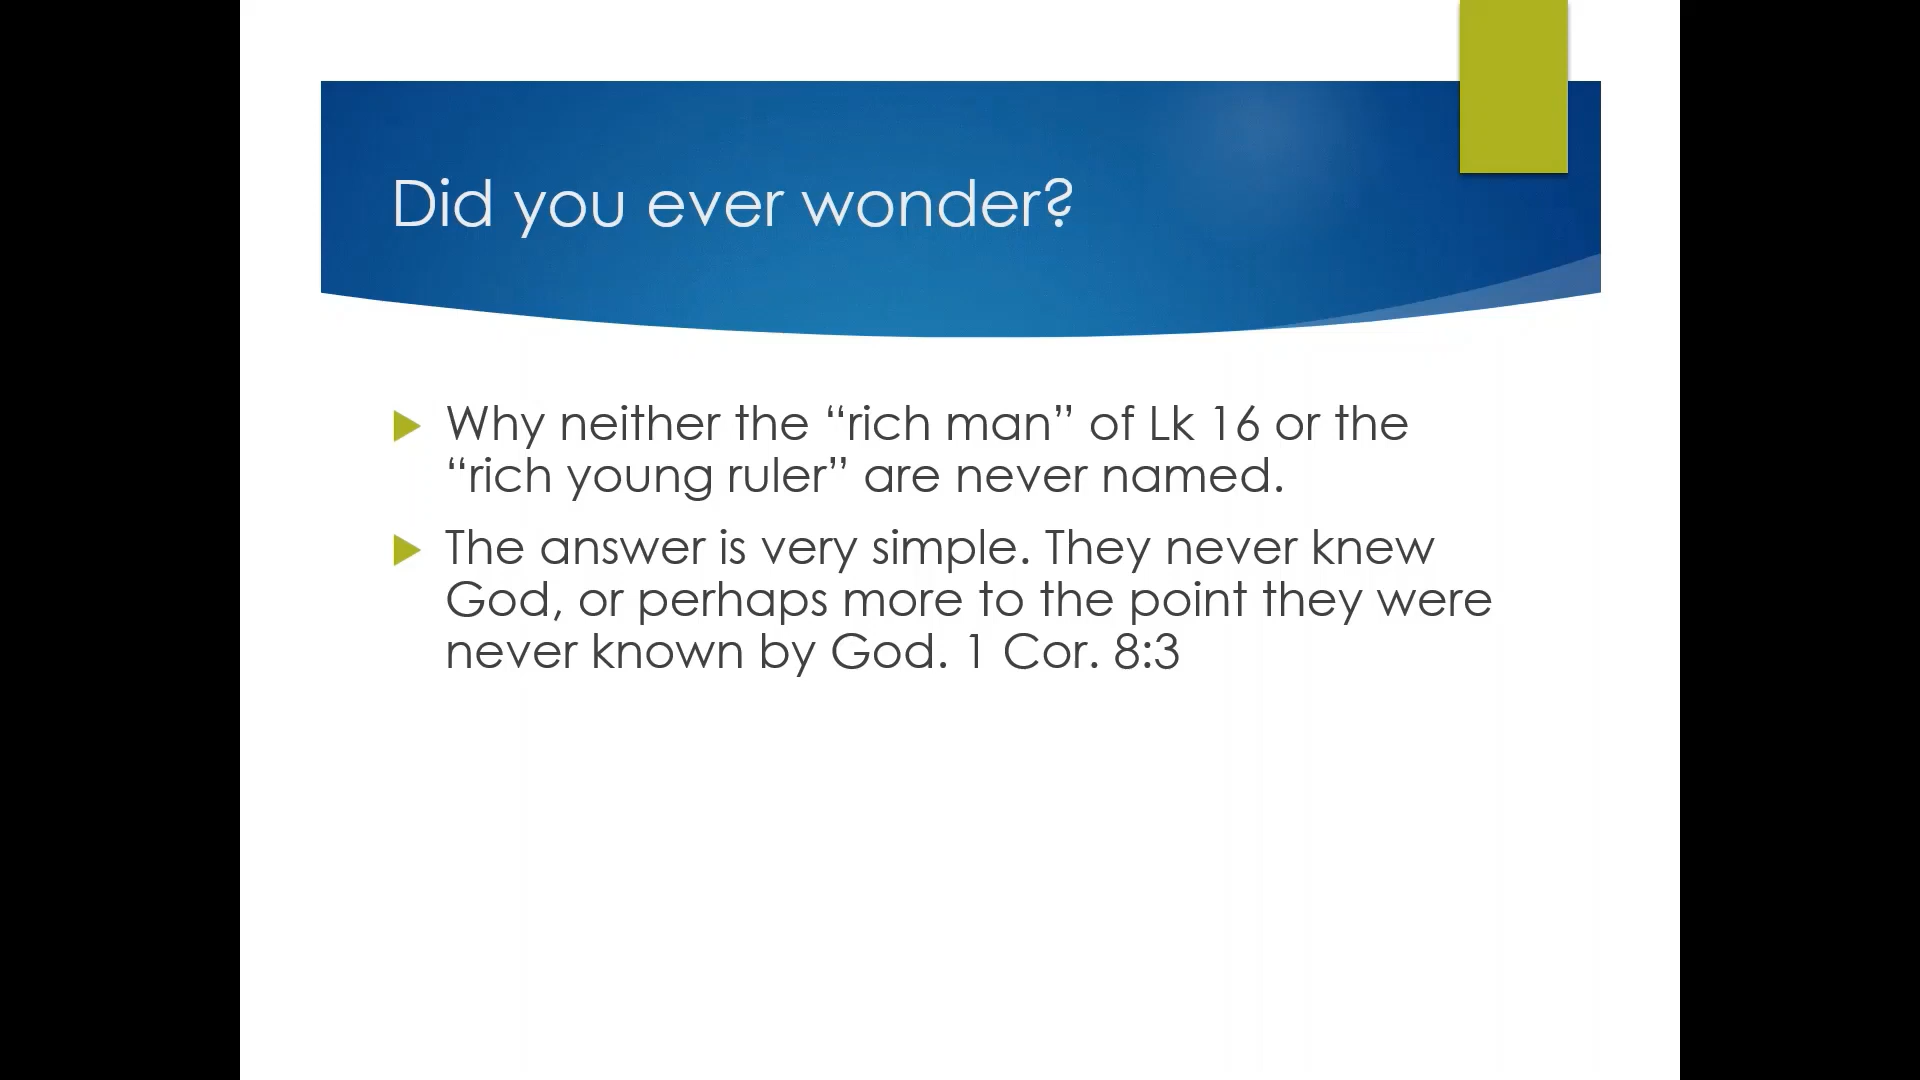 Did you ever wonder?
Why neither the “rich man” of Lk 16 or the
“rich young ruler” are never named.
The answer is very simple. They never knew
God, or perhaps more to the point they were
never known by God. 1 Cor. 8:3